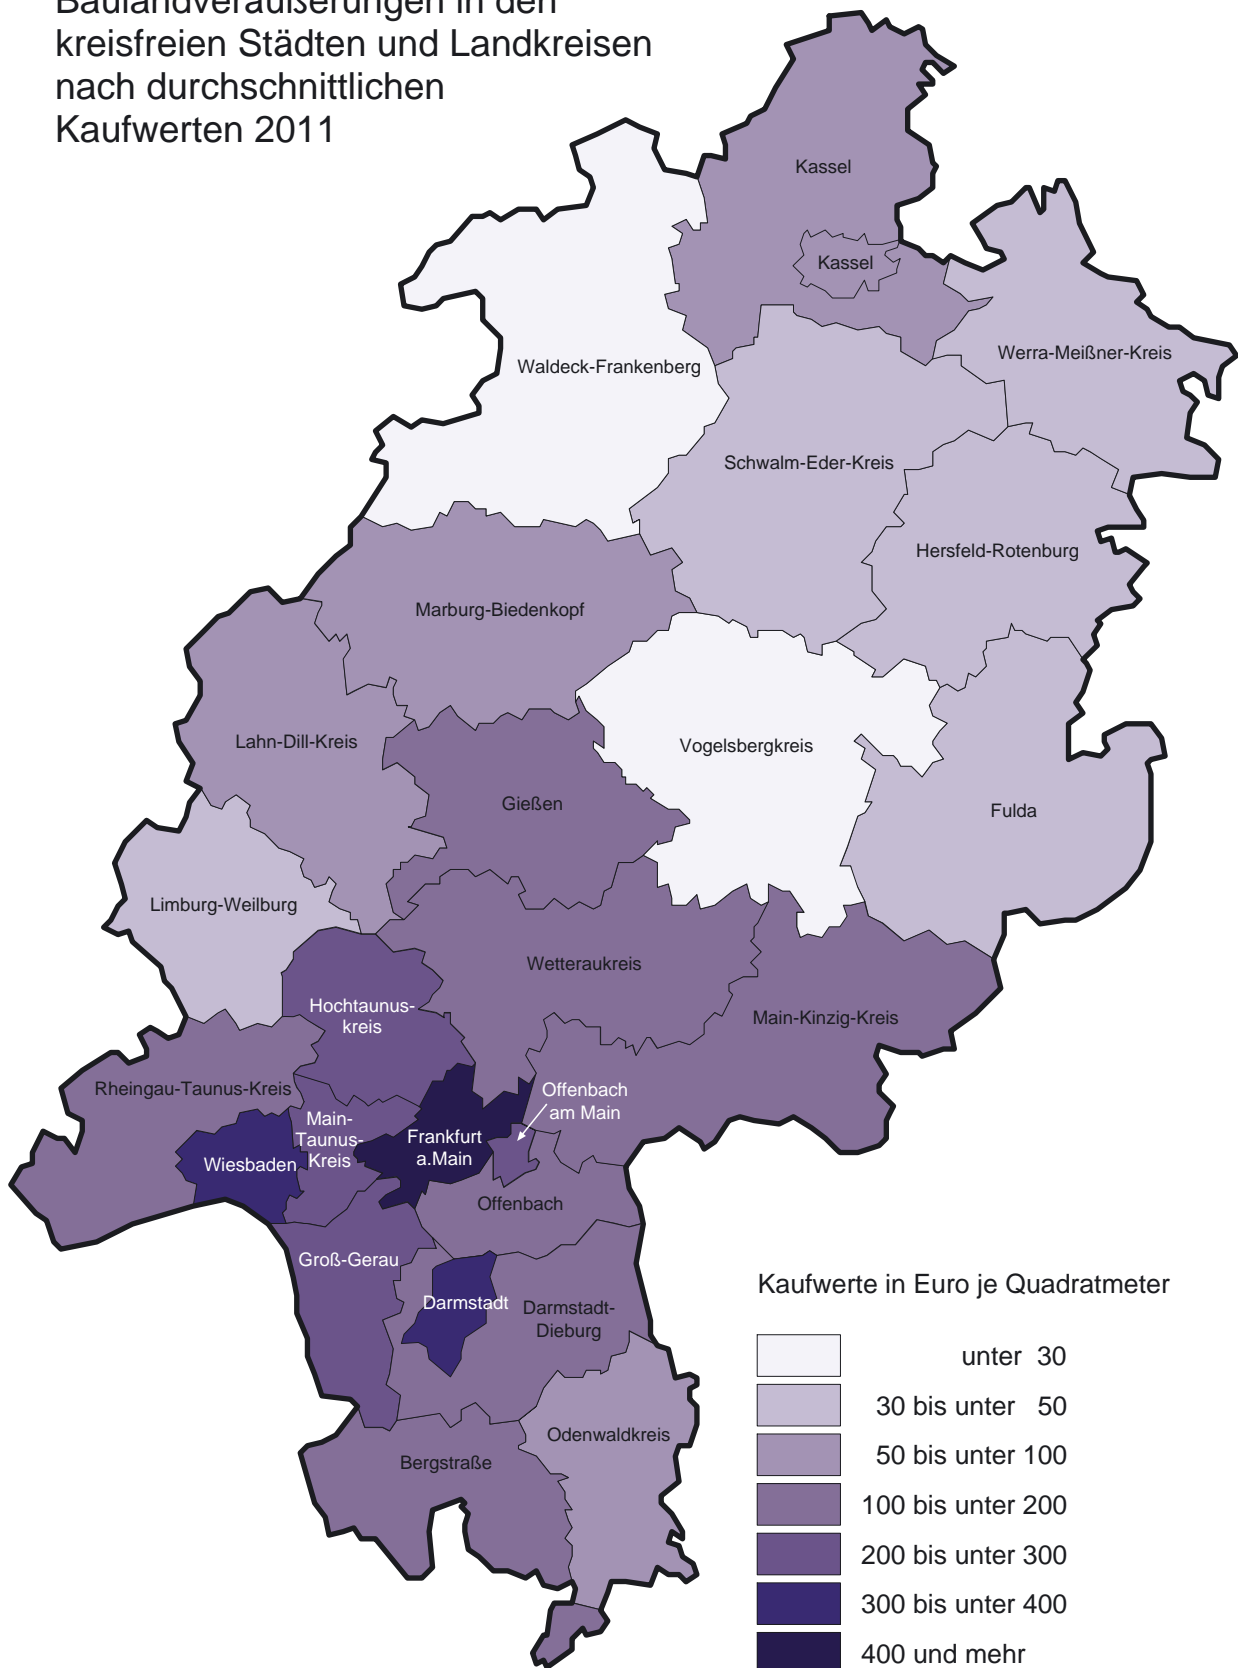 Baulandveräußerungen in den
kreisfreien Städten und Landkreisen
nach durchschnittlichen
Kaufwerten 2011
Kassel
Kassel
Werra-Meißner-Kreis
Waldeck-Frankenberg
Schwalm-Eder-Kreis
Hersfeld-Rotenburg
Marburg-Biedenkopf
Lahn-Dill-Kreis
Vogelsbergkreis
Gießen
Fulda
Limburg-Weilburg
Wetteraukreis
Hochtaunus-
kreis
Main-Kinzig-Kreis
Rheingau-Taunus-Kreis
Offenbach
am Main
Main-
Taunus-
Kreis
Frankfurt
a.Main
Wiesbaden
Offenbach
Groß-Gerau
Darmstadt
Darmstadt-
Dieburg
Odenwaldkreis
Bergstraße
Kaufwerte in Euro je Quadratmeter
unter 30
30 bis unter 50
50 bis unter 100
100 bis unter 200
200 bis unter 300
300 bis unter 400
400 und mehr